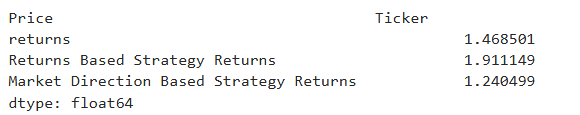 Price Ticker
returns 1.468501
Returns Based Strategy Returns 1.911149
Market Direction Based Strategy Returns 1.240499
dtype: float64